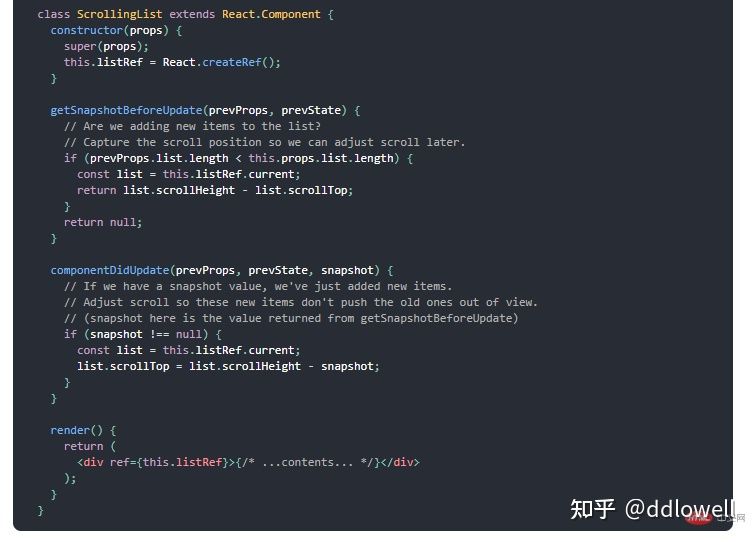 class ScrollingList extends React.Component {
  constructor(props) {
    super(props);
    this.listRef = React.createRef();
  }

  getSnapshotBeforeUpdate(prevProps, prevState) {
    // Are we adding new items to the list?
    // Capture the scroll position so we can adjust scroll later.
    if (prevProps.list.length < this.props.list.length) {
      const list = this.listRef.current;
      return list.scrollHeight - list.scrollTop;
    }
    return null;
  }

  componentDidUpdate(prevProps, prevState, snapshot) {
    // If we have a snapshot value, we've just added new items.
    // Adjust scroll so these new items don't push the old ones out of view.
    // (snapshot here is the value returned from getSnapshotBeforeUpdate)
    if (snapshot !== null) {
      const list = this.listRef.current;
      list.scrollTop = list.scrollHeight - snapshot;
    }
  }

  render() {
    return (
      <div ref={this.listRef}>{/* ...contents... */}</div>
    );
  }
}
知乎 @ddlowell